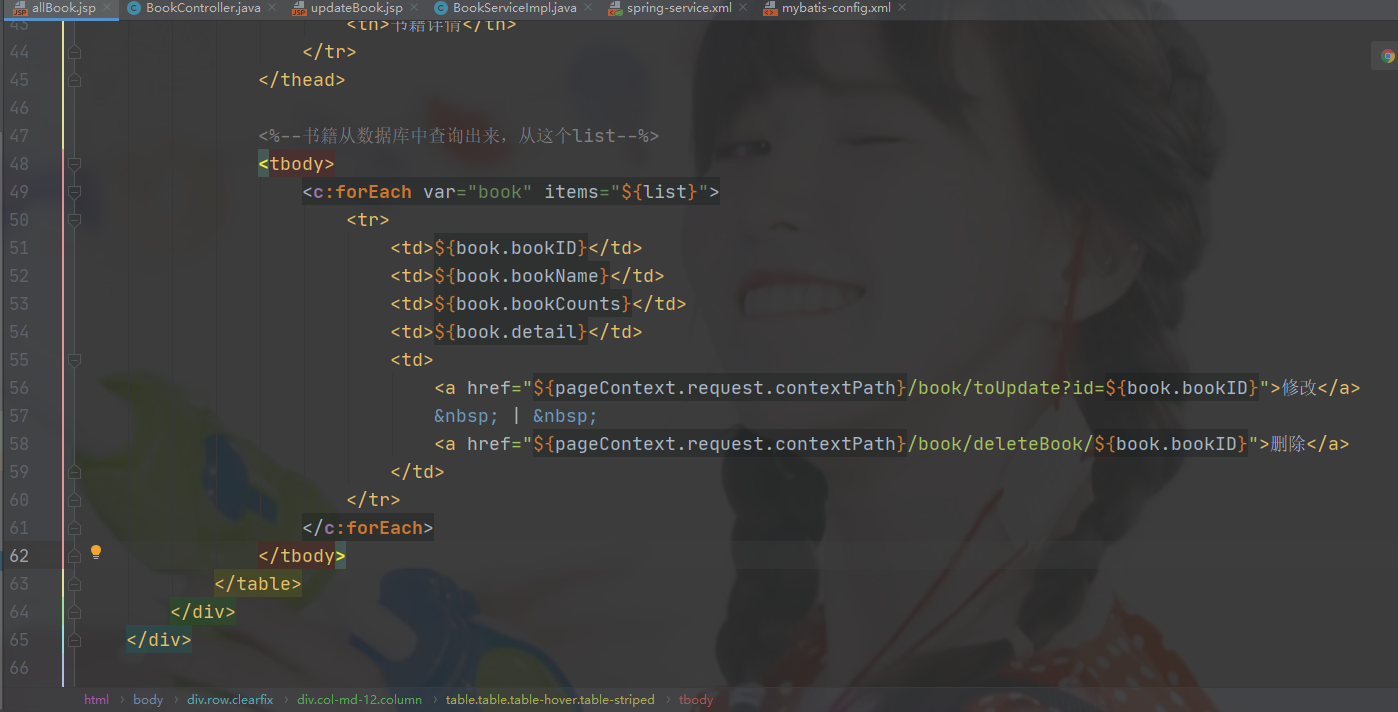 allBook.jsp BookController.java updateBook.jsp BookServiceImpl.java spring-service.xml mybatis-config.xml
43 <th>书籍详情</th>
44 </tr>
45 </thead>
46
47 <%--书籍从数据库中查询出来，从这个list--%>
48 <tbody>
49 <c:forEach var="book" items="${list}">
50 <tr>
51 <td>${book.bookID}</td>
52 <td>${book.bookName}</td>
53 <td>${book.bookCounts}</td>
54 <td>${book.detail}</td>
55 <td>
56 <a href="${pageContext.request.contextPath}/book/toUpdate?id=${book.bookID}">修改</a>
57 &nbsp; | &nbsp;
58 <a href="${pageContext.request.contextPath}/book/deleteBook/${book.bookID}">删除</a>
59 </td>
60 </tr>
61 </c:forEach>
62 </tbody>
63 </table>
64 </div>
65 </div>
66
html › body › div.row.clearfix › div.col-md-12.column › table.table.table-hover.table-striped › tbody